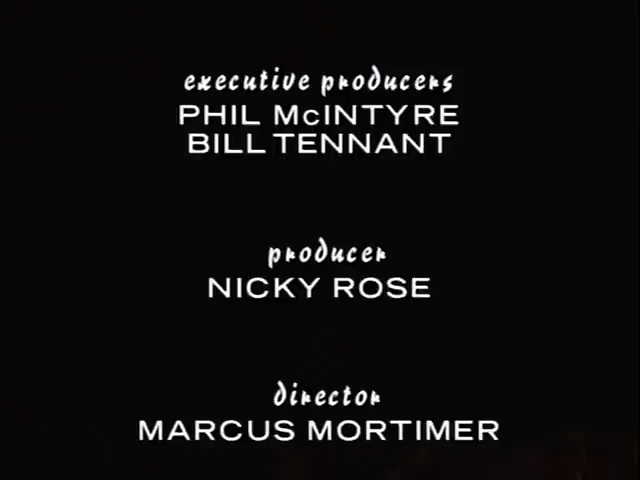 executive producers
PHIL McINTYRE
BILL TENNANT
producer
NICKY ROSE
director
MARCUS MORTIMER